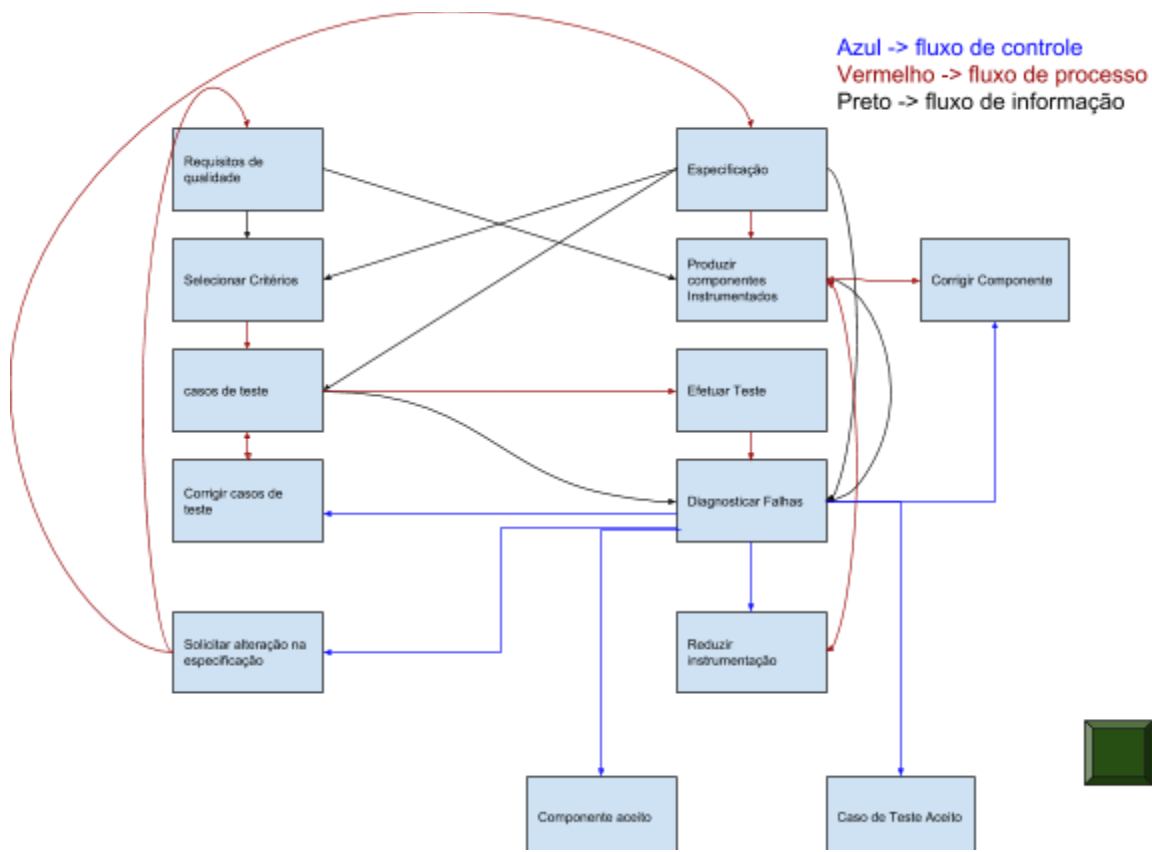 Azul -> fluxo de controle
Vermelho -> fluxo de processo
Preto -> fluxo de informação
Requisitos de
qualidade
Especificação
Selecionar Critérios
Produzir
componentes
Instrumentados
Corrigir Componente
casos de teste
Efetuar Teste
Corrigir casos de
teste
Diagnosticar Falhas
Solicitar alteração na
especificação
Reduzir
instrumentação
Componente aceito
Caso de Teste Aceito